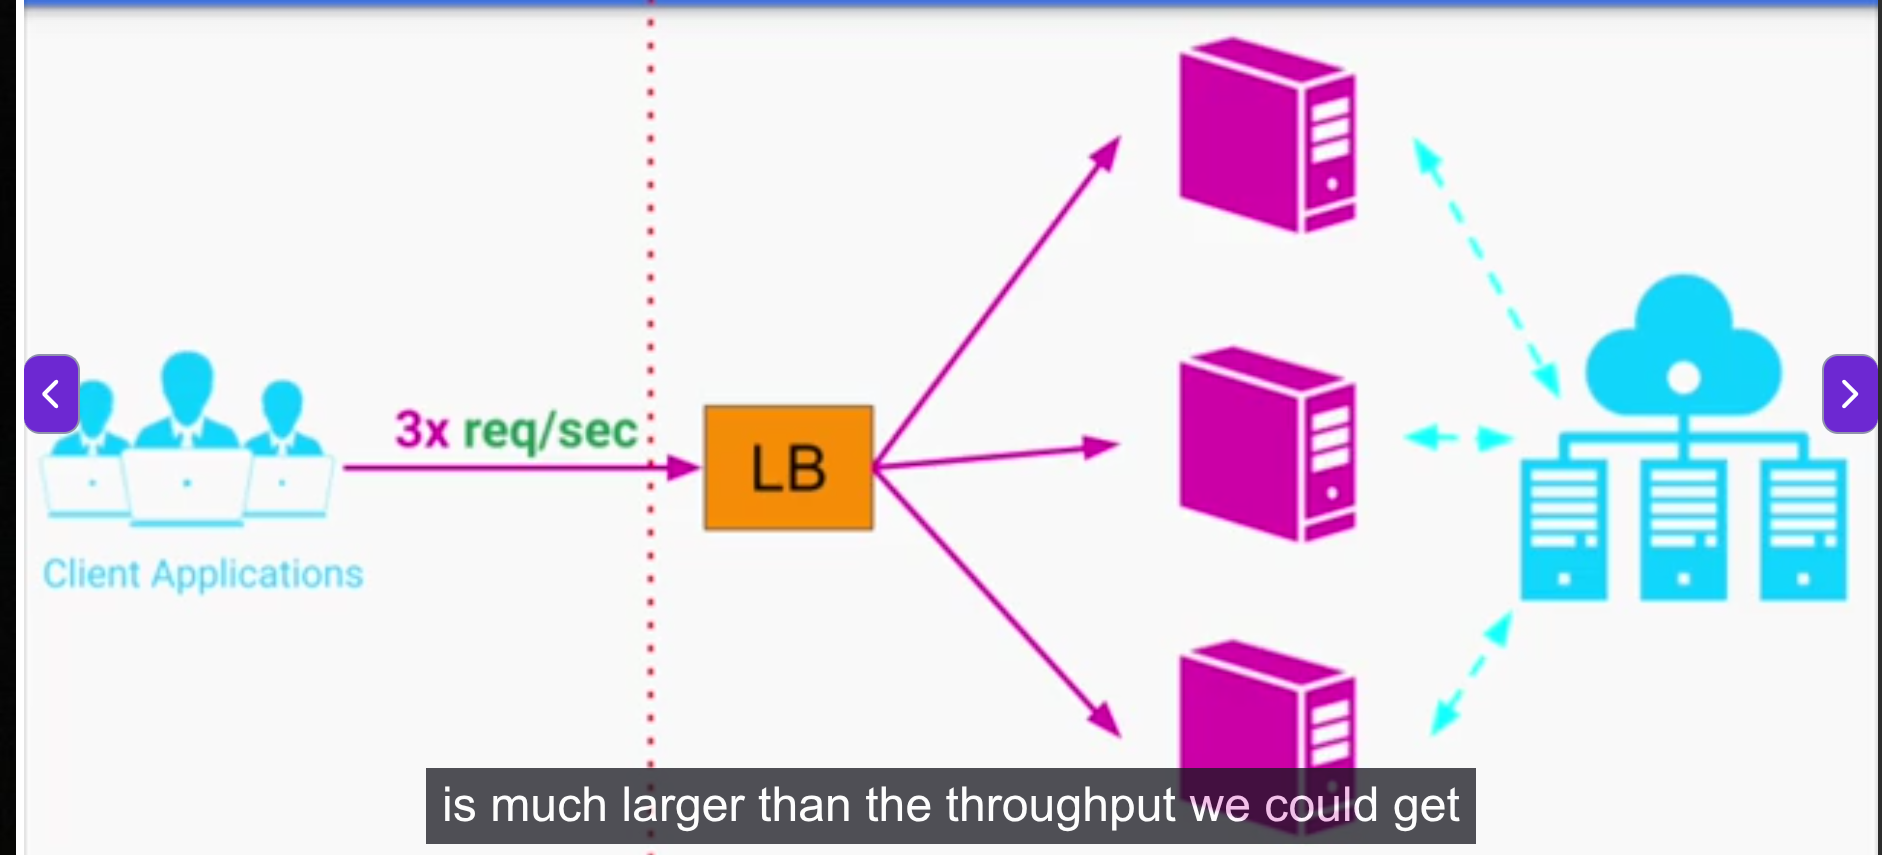 3x req/sec
LB
Client Applications
is much larger than the throughput we could get